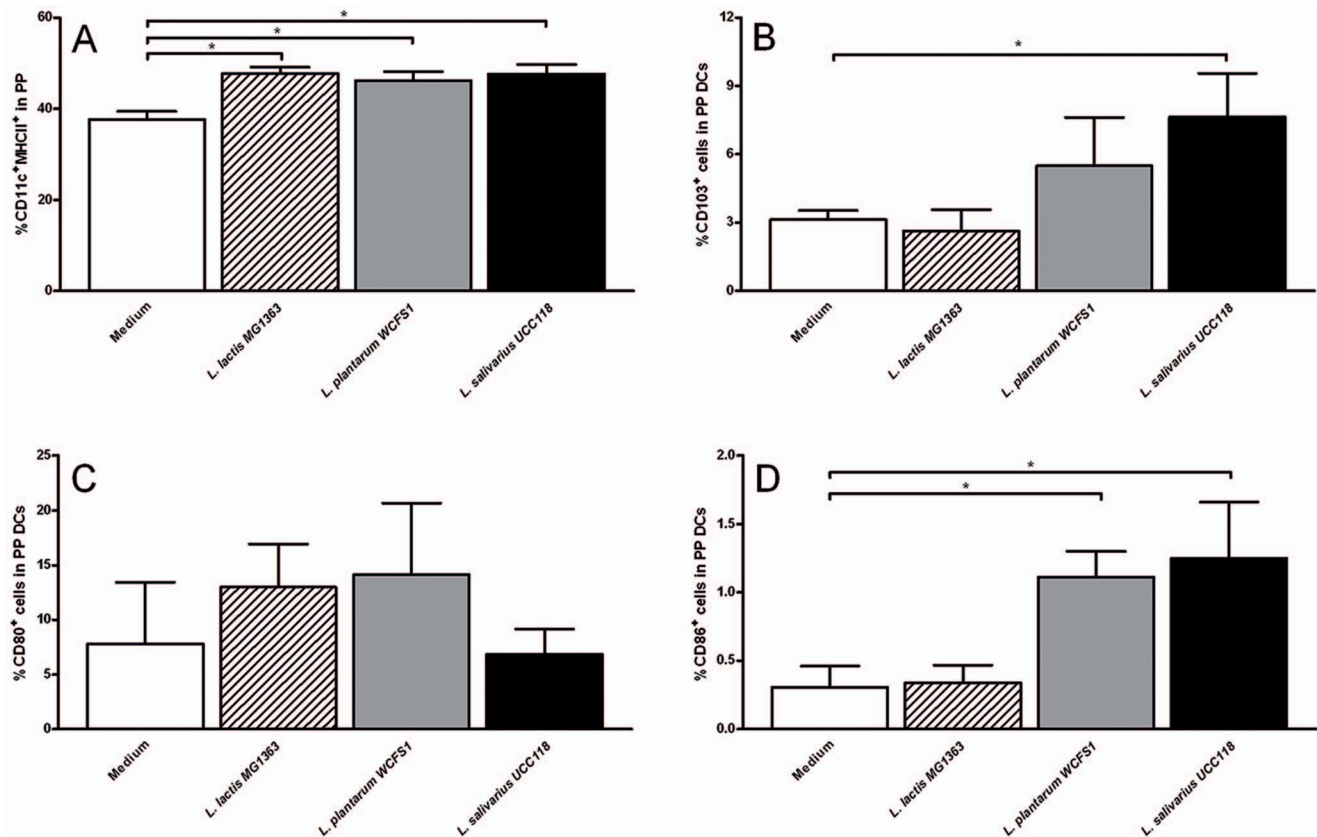 A
%CD11c⁺MHCII⁺ in PP
60
40
20
0
*
*
*
Medium
L. lactis MG1363
L. plantarum WCFS1
L. salivarius UCC118
B
%CD103⁺ cells in PP DCs
12
9
6
3
0
*
Medium
L. lactis MG1363
L. plantarum WCFS1
L. salivarius UCC118
C
%CD80⁺ cells in PP DCs
25
20
15
10
5
0
Medium
L. lactis MG1363
L. plantarum WCFS1
L. salivarius UCC118
D
%CD86⁺ cells in PP DCs
2.0
1.5
1.0
0.5
0.0
*
*
Medium
L. lactis MG1363
L. plantarum WCFS1
L. salivarius UCC118